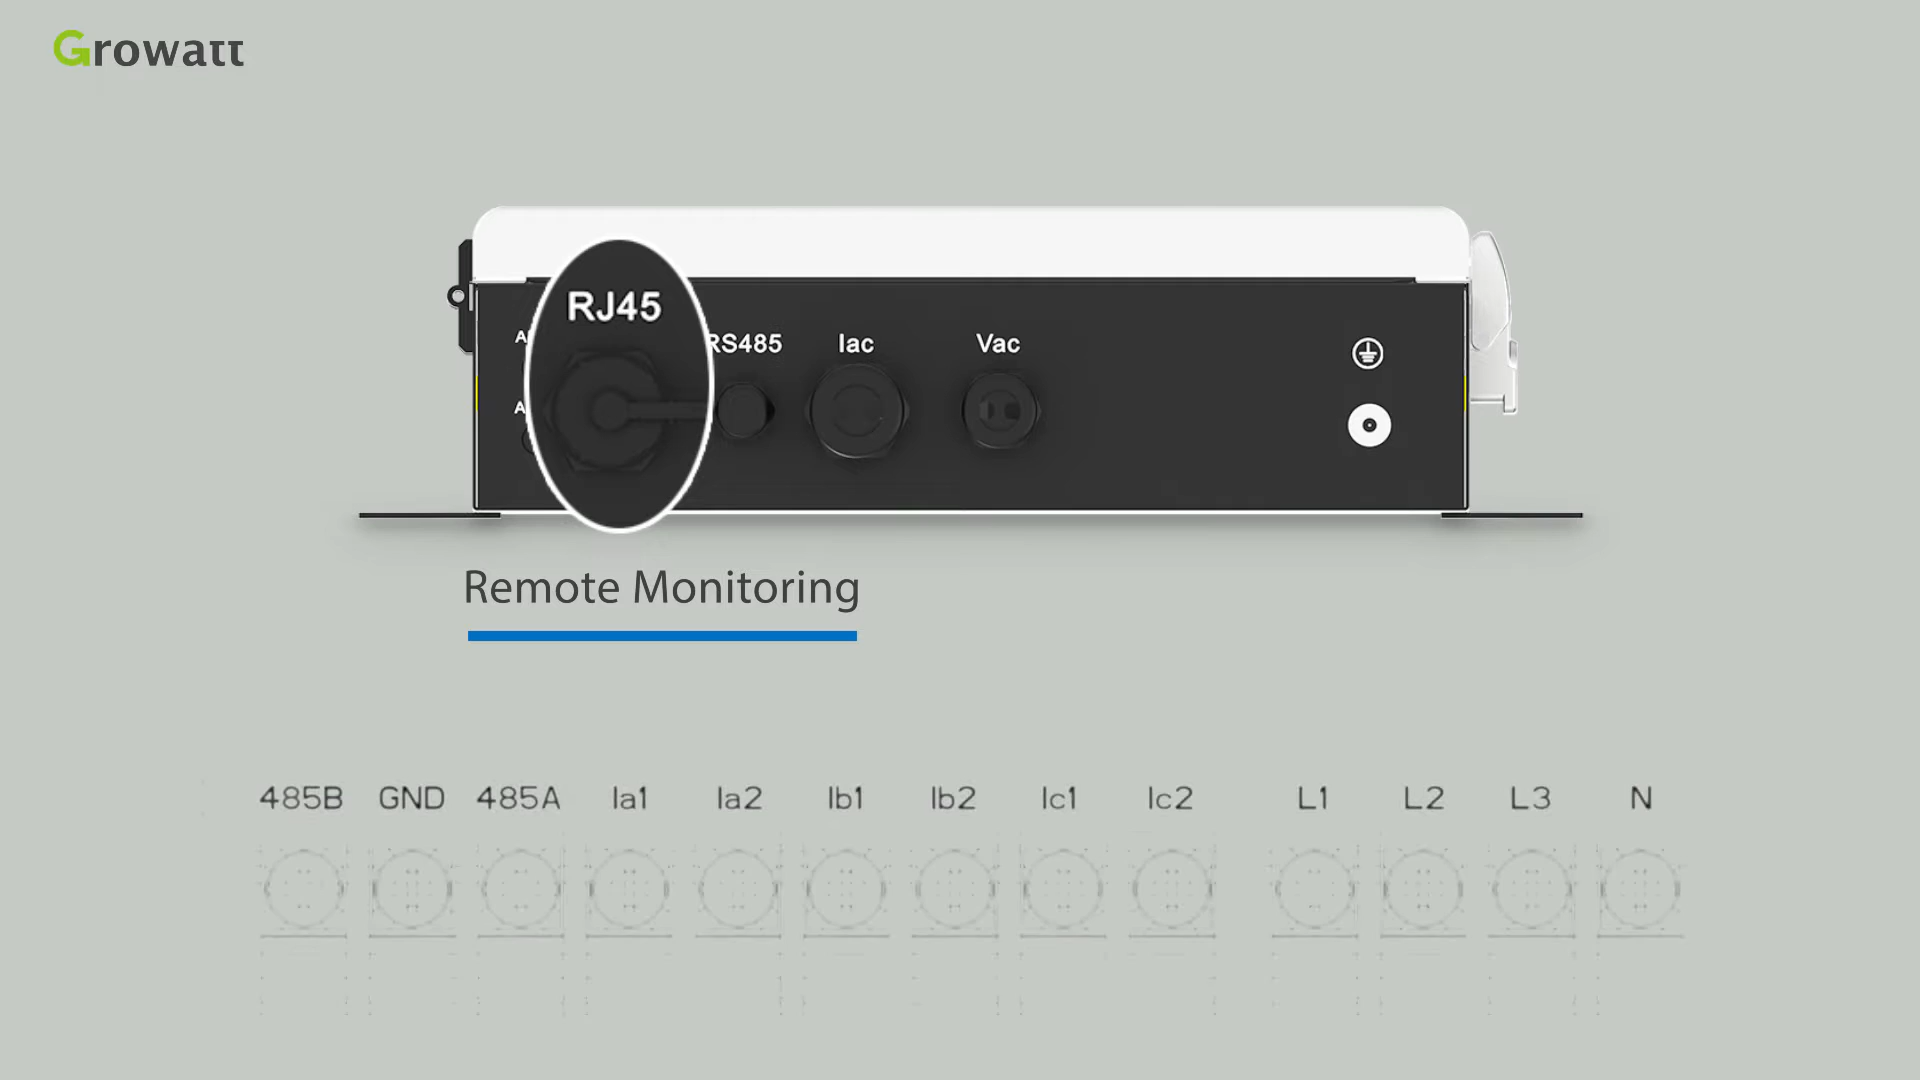 Growatt
RJ45
RS485 Iac Vac
Remote Monitoring
485B GND 485A Ia1 Ia2 Ib1 Ib2 Ic1 Ic2 L1 L2 L3 N